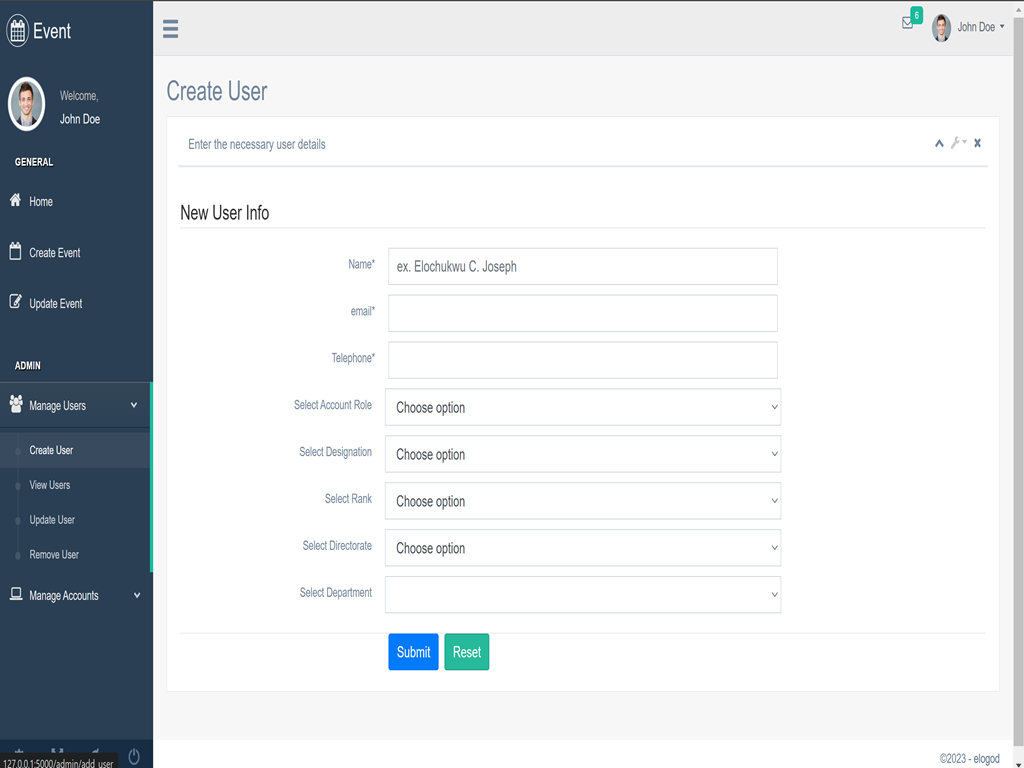 Event
6
John Doe
Welcome,
John Doe
GENERAL
Home
Create Event
Update Event
ADMIN
Manage Users
Create User
View Users
Update User
Remove User
Manage Accounts
127.0.0.1:5000/admin/add_user
Create User
Enter the necessary user details
New User Info
Name*
ex. Elochukwu C. Joseph
email*
Telephone*
Select Account Role
Choose option
Select Designation
Choose option
Select Rank
Choose option
Select Directorate
Choose option
Select Department
Submit Reset
©2023 - elogod